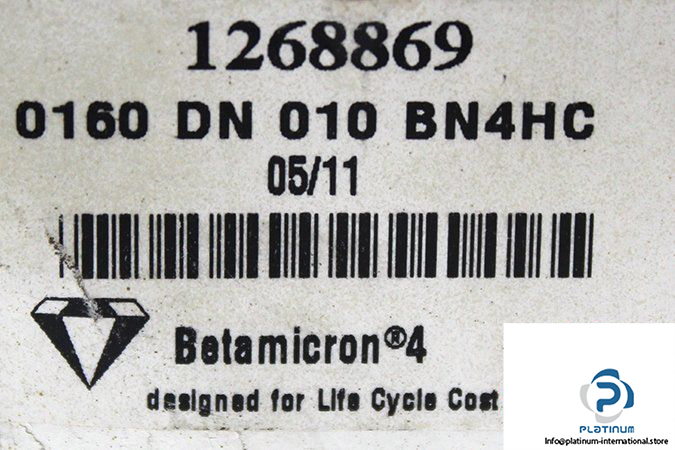 1268869
0160 DN 010 BN4HC
05/11
Betamicron®4
designed for Life Cycle Cost
PLATINUM
Info@platinum-international.store